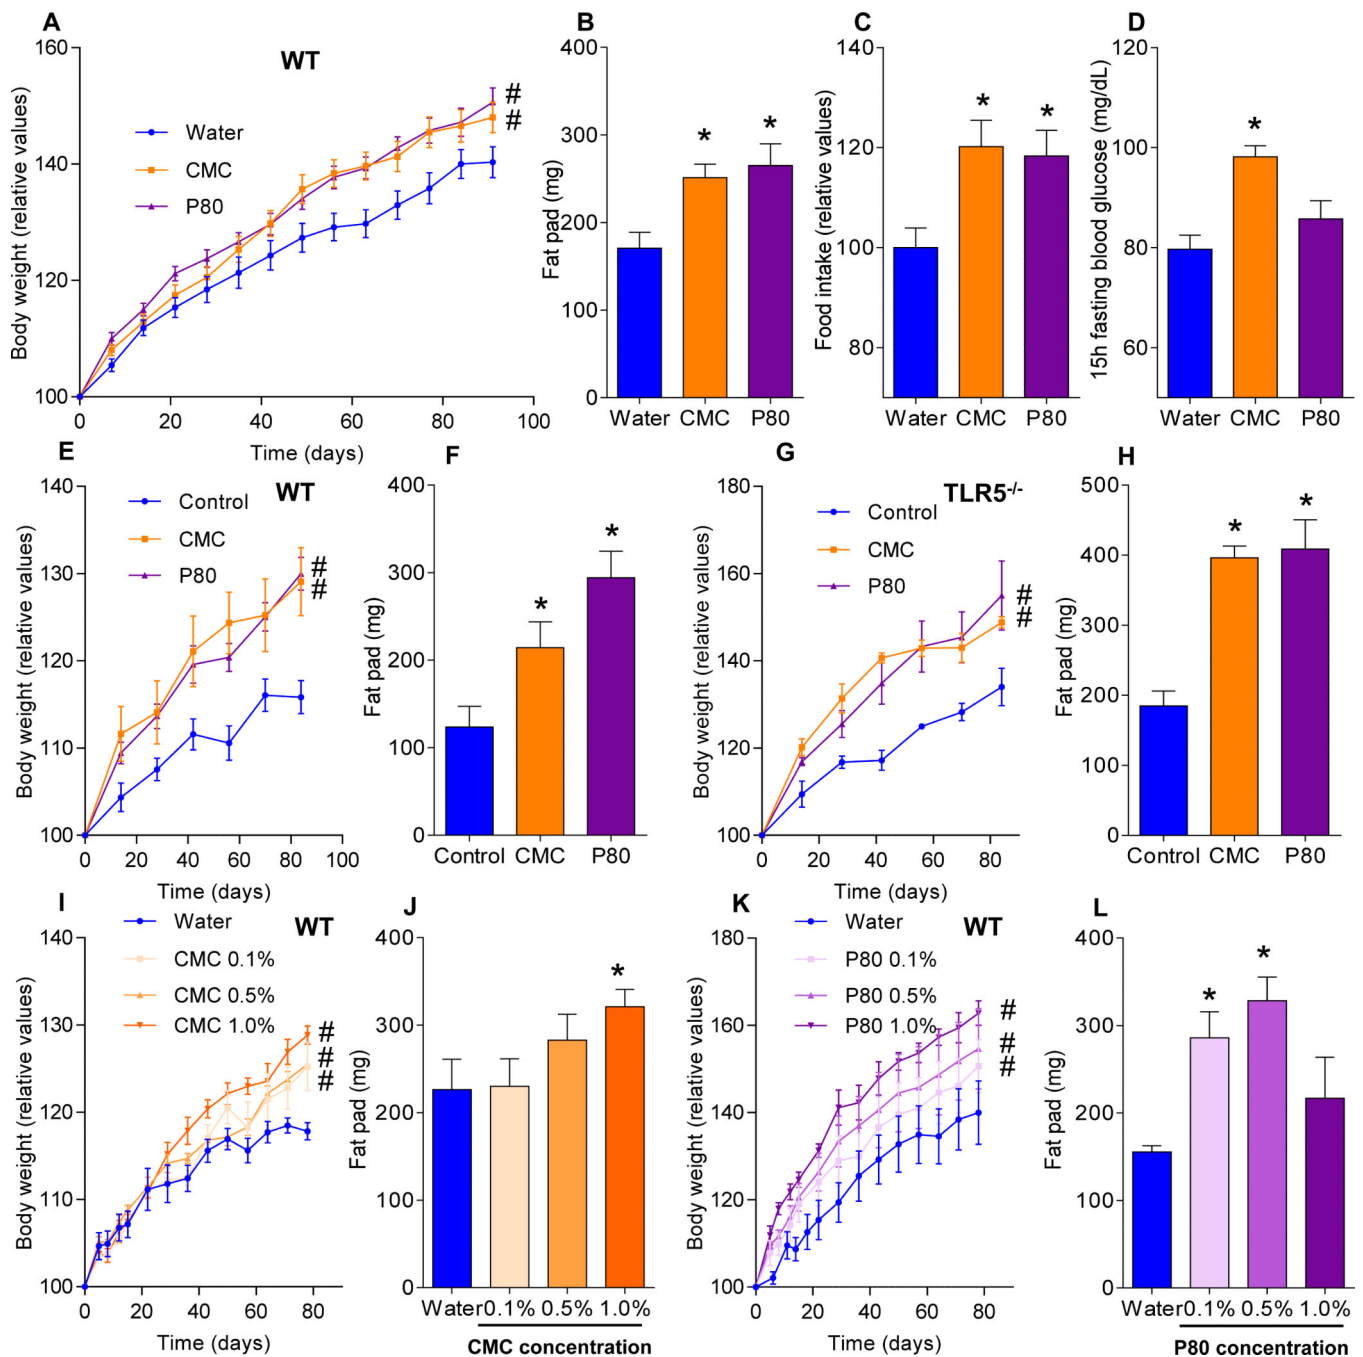 A
WT
Body weight (relative values)
160
140
120
100
0
20
40
60
80
100
Time (days)
Water
CMC
P80
#
#
B
Fat pad (mg)
400
300
200
100
0
*
*
Water
CMC
P80
C
Food intake (relative values)
140
120
100
80
*
*
Water
CMC
P80
D
15h fasting blood glucose (mg/dL)
120
100
80
60
*
Water
CMC
P80
E
WT
Body weight (relative values)
140
130
120
110
100
0
20
40
60
80
100
Time (days)
Control
CMC
P80
#
#
F
Fat pad (mg)
400
300
200
100
0
*
*
Control
CMC
P80
G
TLR5-/-
Body weight (relative values)
180
160
140
120
100
0
20
40
60
80
Time (days)
Control
CMC
P80
#
#
H
Fat pad (mg)
500
400
300
200
100
0
*
*
Control
CMC
P80
I
WT
Body weight (relative values)
140
130
120
110
100
0
20
40
60
80
Time (days)
Water
CMC 0.1%
CMC 0.5%
CMC 1.0%
#
#
#
J
Fat pad (mg)
400
300
200
100
0
*
Water
0.1%
0.5%
1.0%
CMC concentration
K
WT
Body weight (relative values)
180
160
140
120
100
0
20
40
60
80
Time (days)
Water
P80 0.1%
P80 0.5%
P80 1.0%
#
#
#
L
Fat pad (mg)
400
300
200
100
0
*
*
Water
0.1%
0.5%
1.0%
P80 concentration